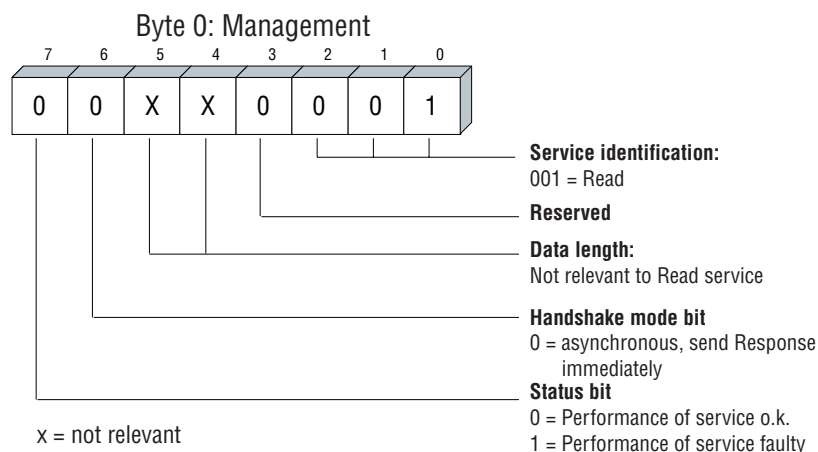 Byte 0: Management
7 6 5 4 3 2 1 0
0 0 X X 0 0 0 1
Service identification:
001 = Read
Reserved
Data length:
Not relevant to Read service
Handshake mode bit
0 = asynchronous, send Response
immediately
Status bit
0 = Performance of service o.k.
x = not relevant
1 = Performance of service faulty